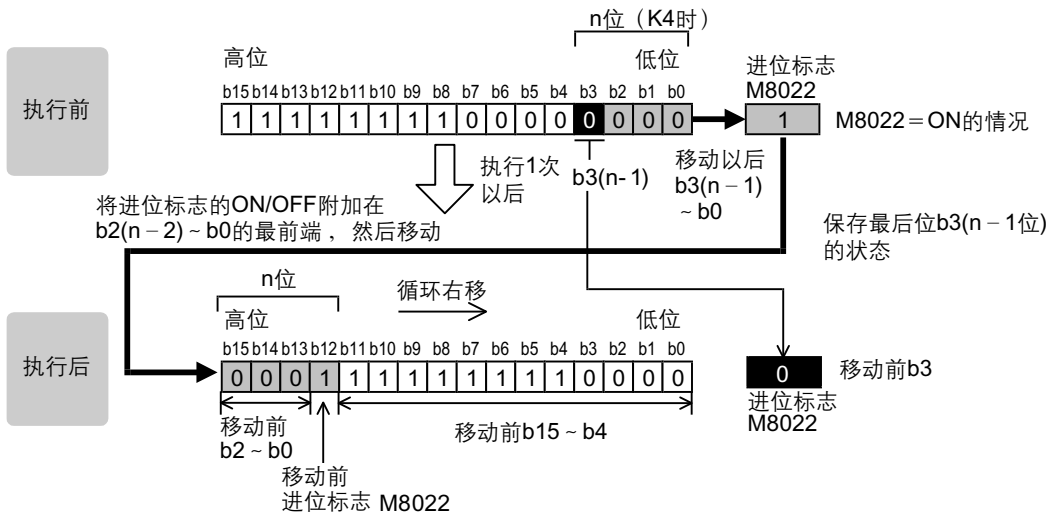 n位（K4时）
高位
低位
进位标志
M8022
b15 b14 b13 b12 b11 b10 b9 b8 b7 b6 b5 b4 b3 b2 b1 b0
执行前
1 1 1 1 1 1 1 1 0 0 0 0 0 0 0 0
1
M8022＝ON的情况
执行1次
以后
b3(n-1)
移动以后
b3(n－1)
~ b0
将进位标志的ON/OFF附加在
b2(n－2)~b0的最前端，然后移动
保存最后位b3(n－1位)
的状态
n位
循环右移
高位
低位
b15 b14 b13 b12 b11 b10 b9 b8 b7 b6 b5 b4 b3 b2 b1 b0
执行后
0 0 0 1 1 1 1 1 1 1 1 1 0 0 0 0
0
移动前b3
进位标志
M8022
移动前
b2~b0
移动前b15~b4
移动前
进位标志 M8022